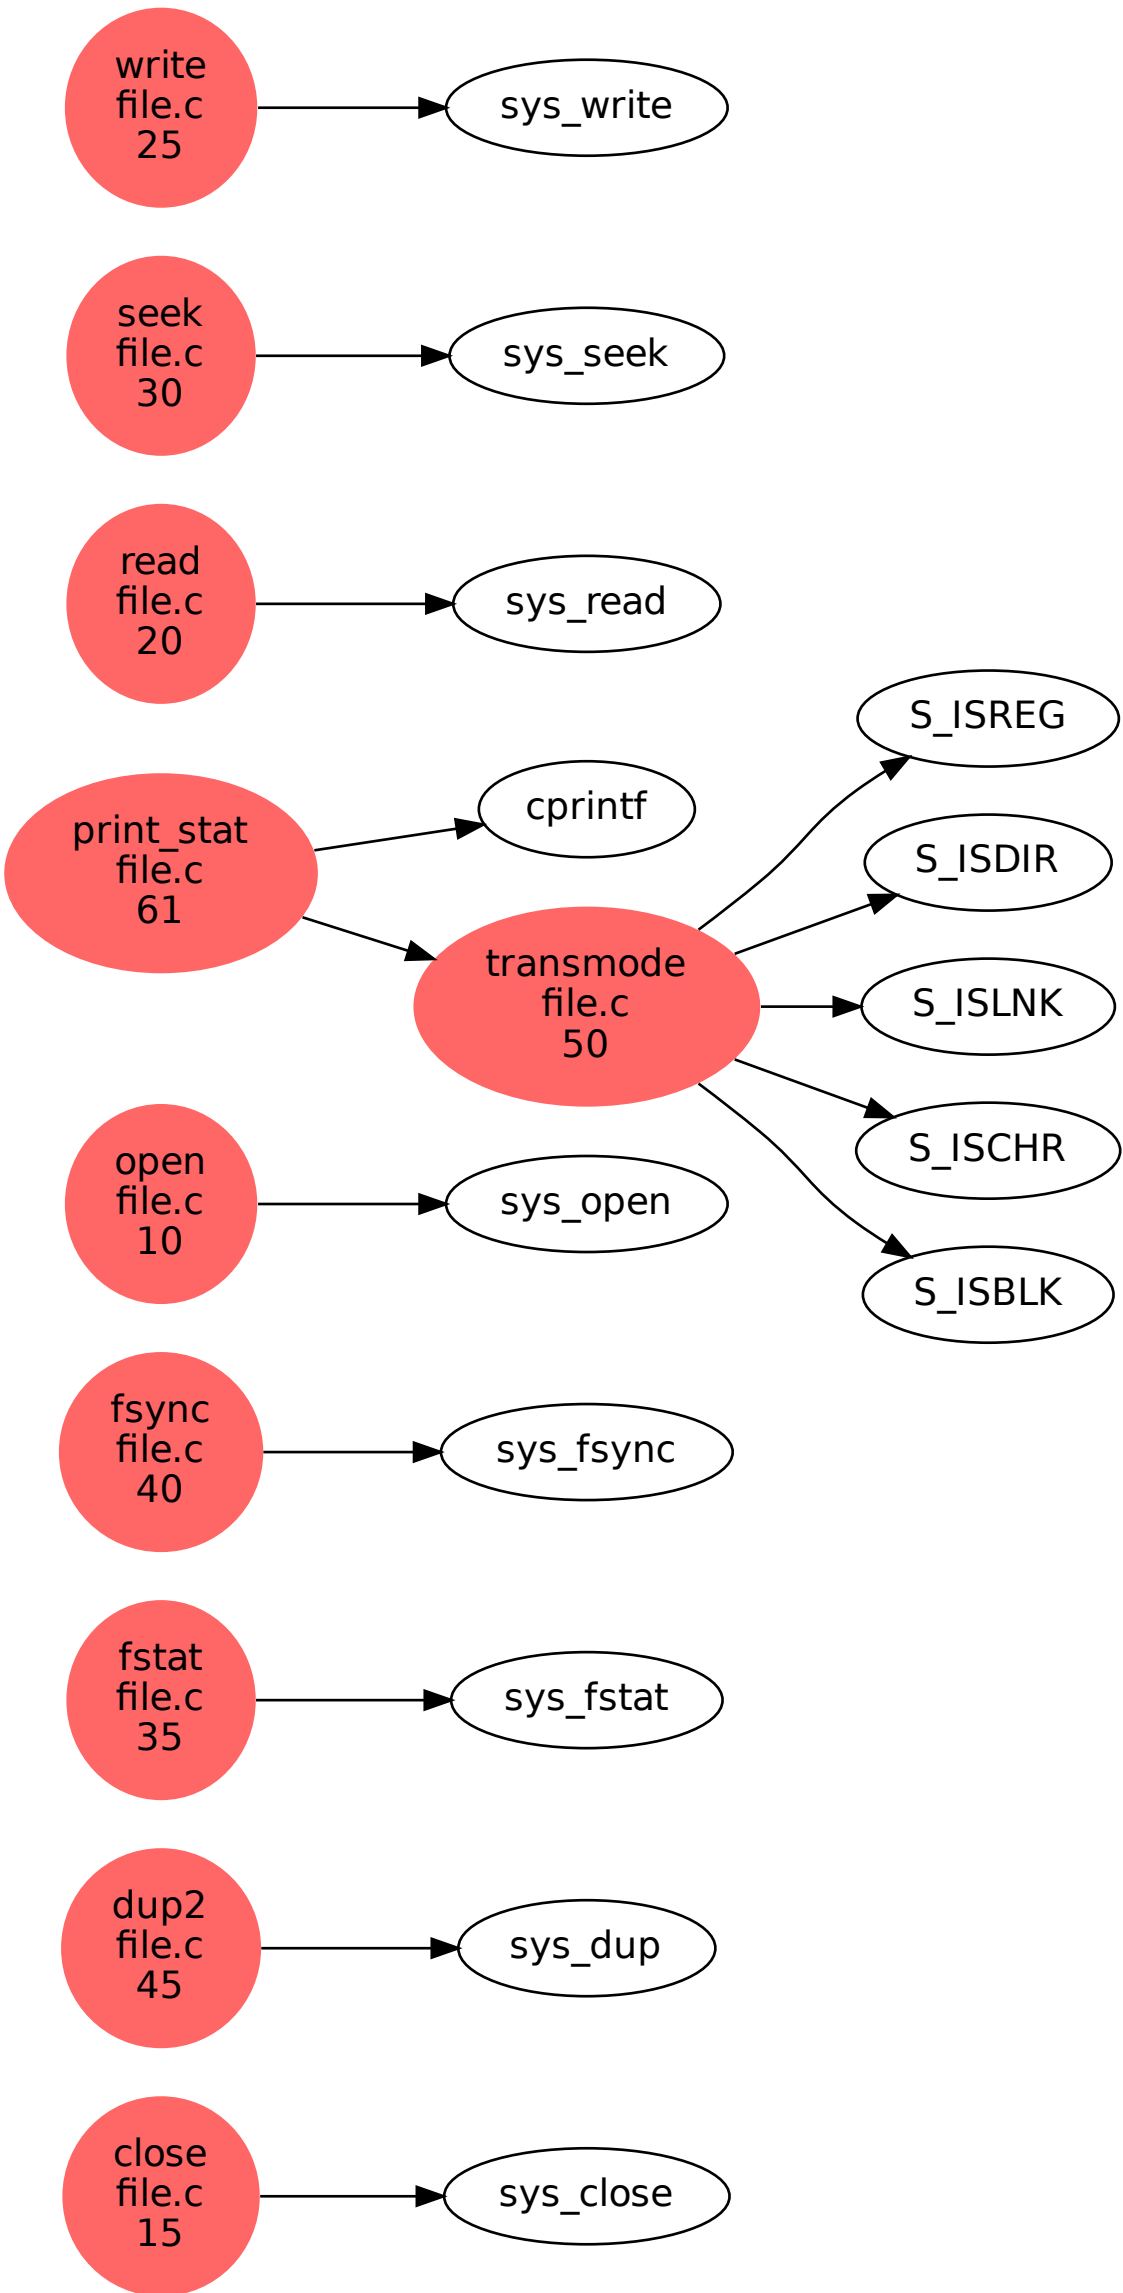 write
file.c
25
sys_write
seek
file.c
30
sys_seek
read
file.c
20
sys_read
print_stat
file.c
61
cprintf
transmode
file.c
50
S_ISREG
S_ISDIR
S_ISLNK
S_ISCHR
S_ISBLK
open
file.c
10
sys_open
fsync
file.c
40
sys_fsync
fstat
file.c
35
sys_fstat
dup2
file.c
45
sys_dup
close
file.c
15
sys_close